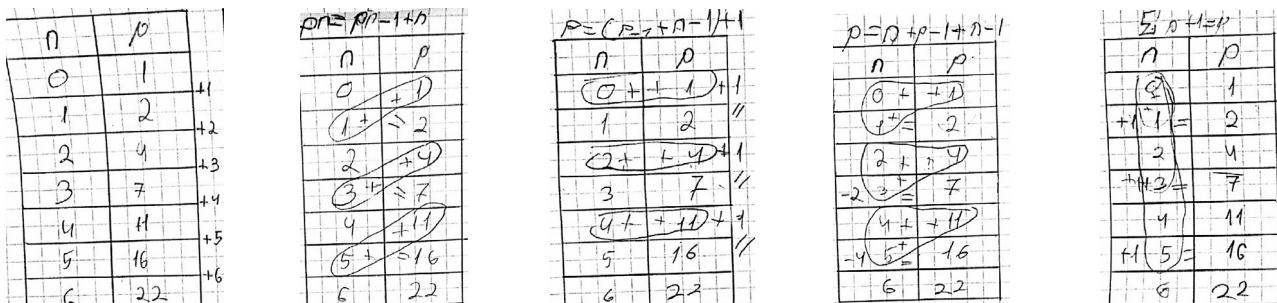 n p
0 1
+1
1 2
+2
2 4
+3
3 7
+4
4 11
+5
5 16
+6
6 22
pn=pn-1+n
n p
0 + 1
1 + = 2
2 + 4
3 + = 7
4 + 11
5 + = 16
6 22
n p
0 + + 1 + 1
1 2 //
2 + + 4 + 1
3 7 //
4 + + 11 + 1
5 16 //
6 22
p=n+p-1+n-1
n p
0 + + 1
1 + = 2
2 + + 4
-2 3 + = 7
4 + + 11
-4 5 + = 16
6 22
Σn+1=p
n p
0 1
+1 1 = 2
2 4
+1 3 = 7
4 11
+1 5 = 16
6 22